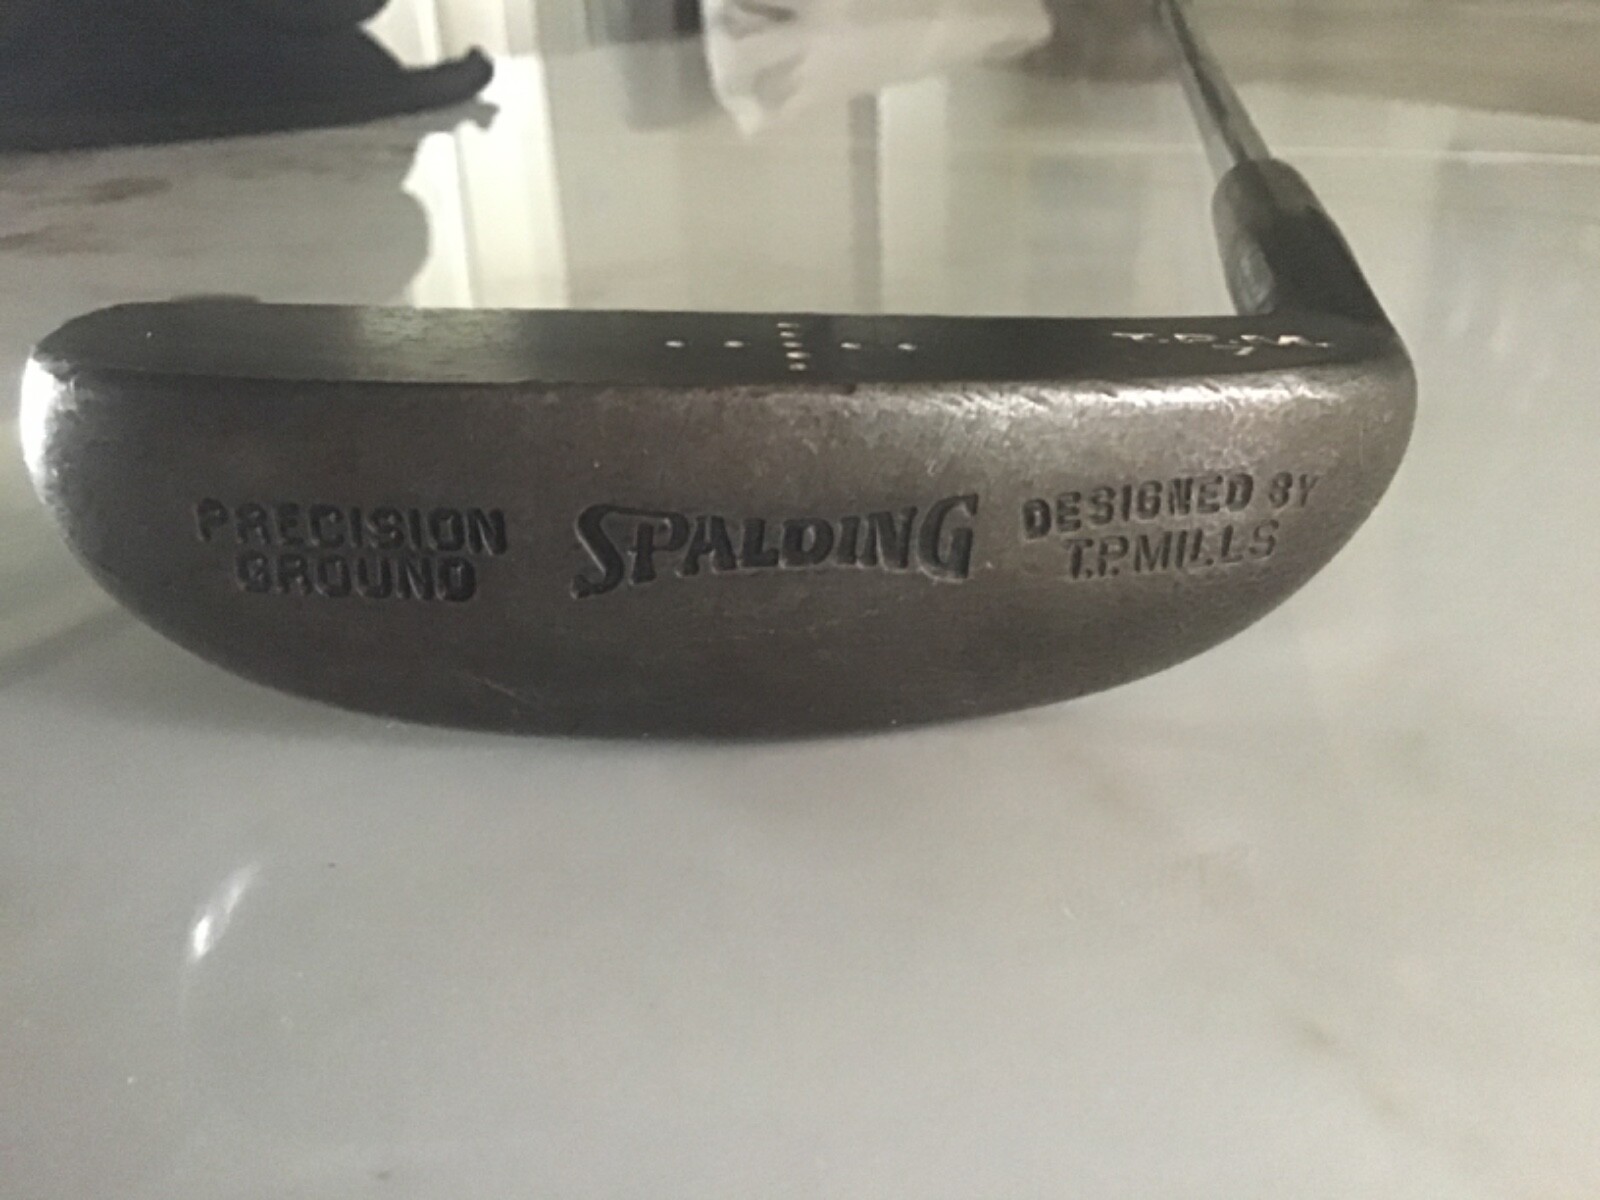 PRECISION
GROUND
SPALDING
DESIGNED BY
T.P. MILLS